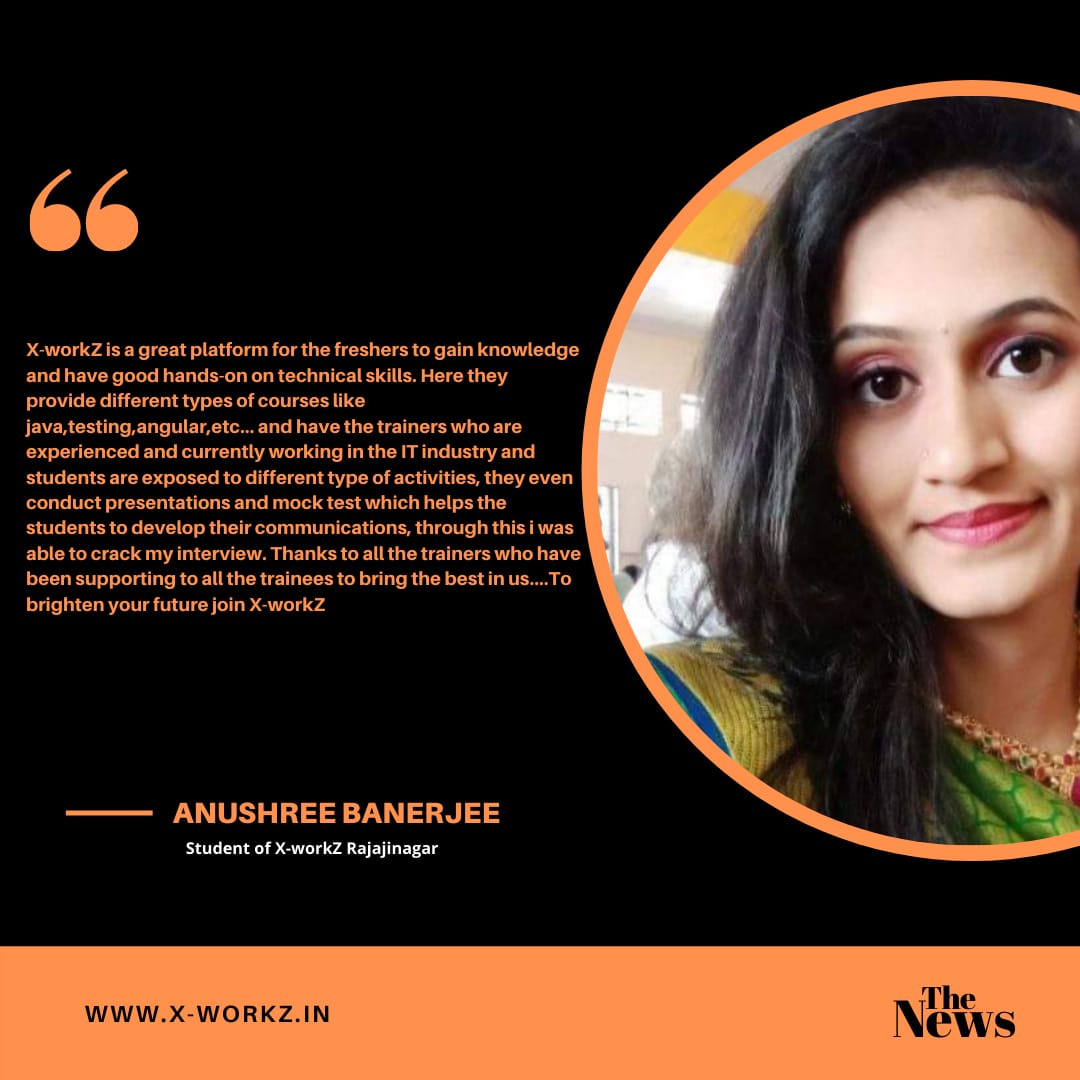 X-workZ is a great platform for the freshers to gain knowledge
and have good hands-on on technical skills. Here they
provide different types of courses like
java,testing,angular,etc... and have the trainers who are
experienced and currently working in the IT industry and
students are exposed to different type of activities, they even
conduct presentations and mock test which helps the
students to develop their communications, through this i was
able to crack my interview. Thanks to all the trainers who have
been supporting to all the trainees to bring the best in us....To
brighten your future join X-workZ
ANUSHREE BANERJEE
Student of X-workZ Rajajinagar
WWW.X-WORKZ.IN
The
News